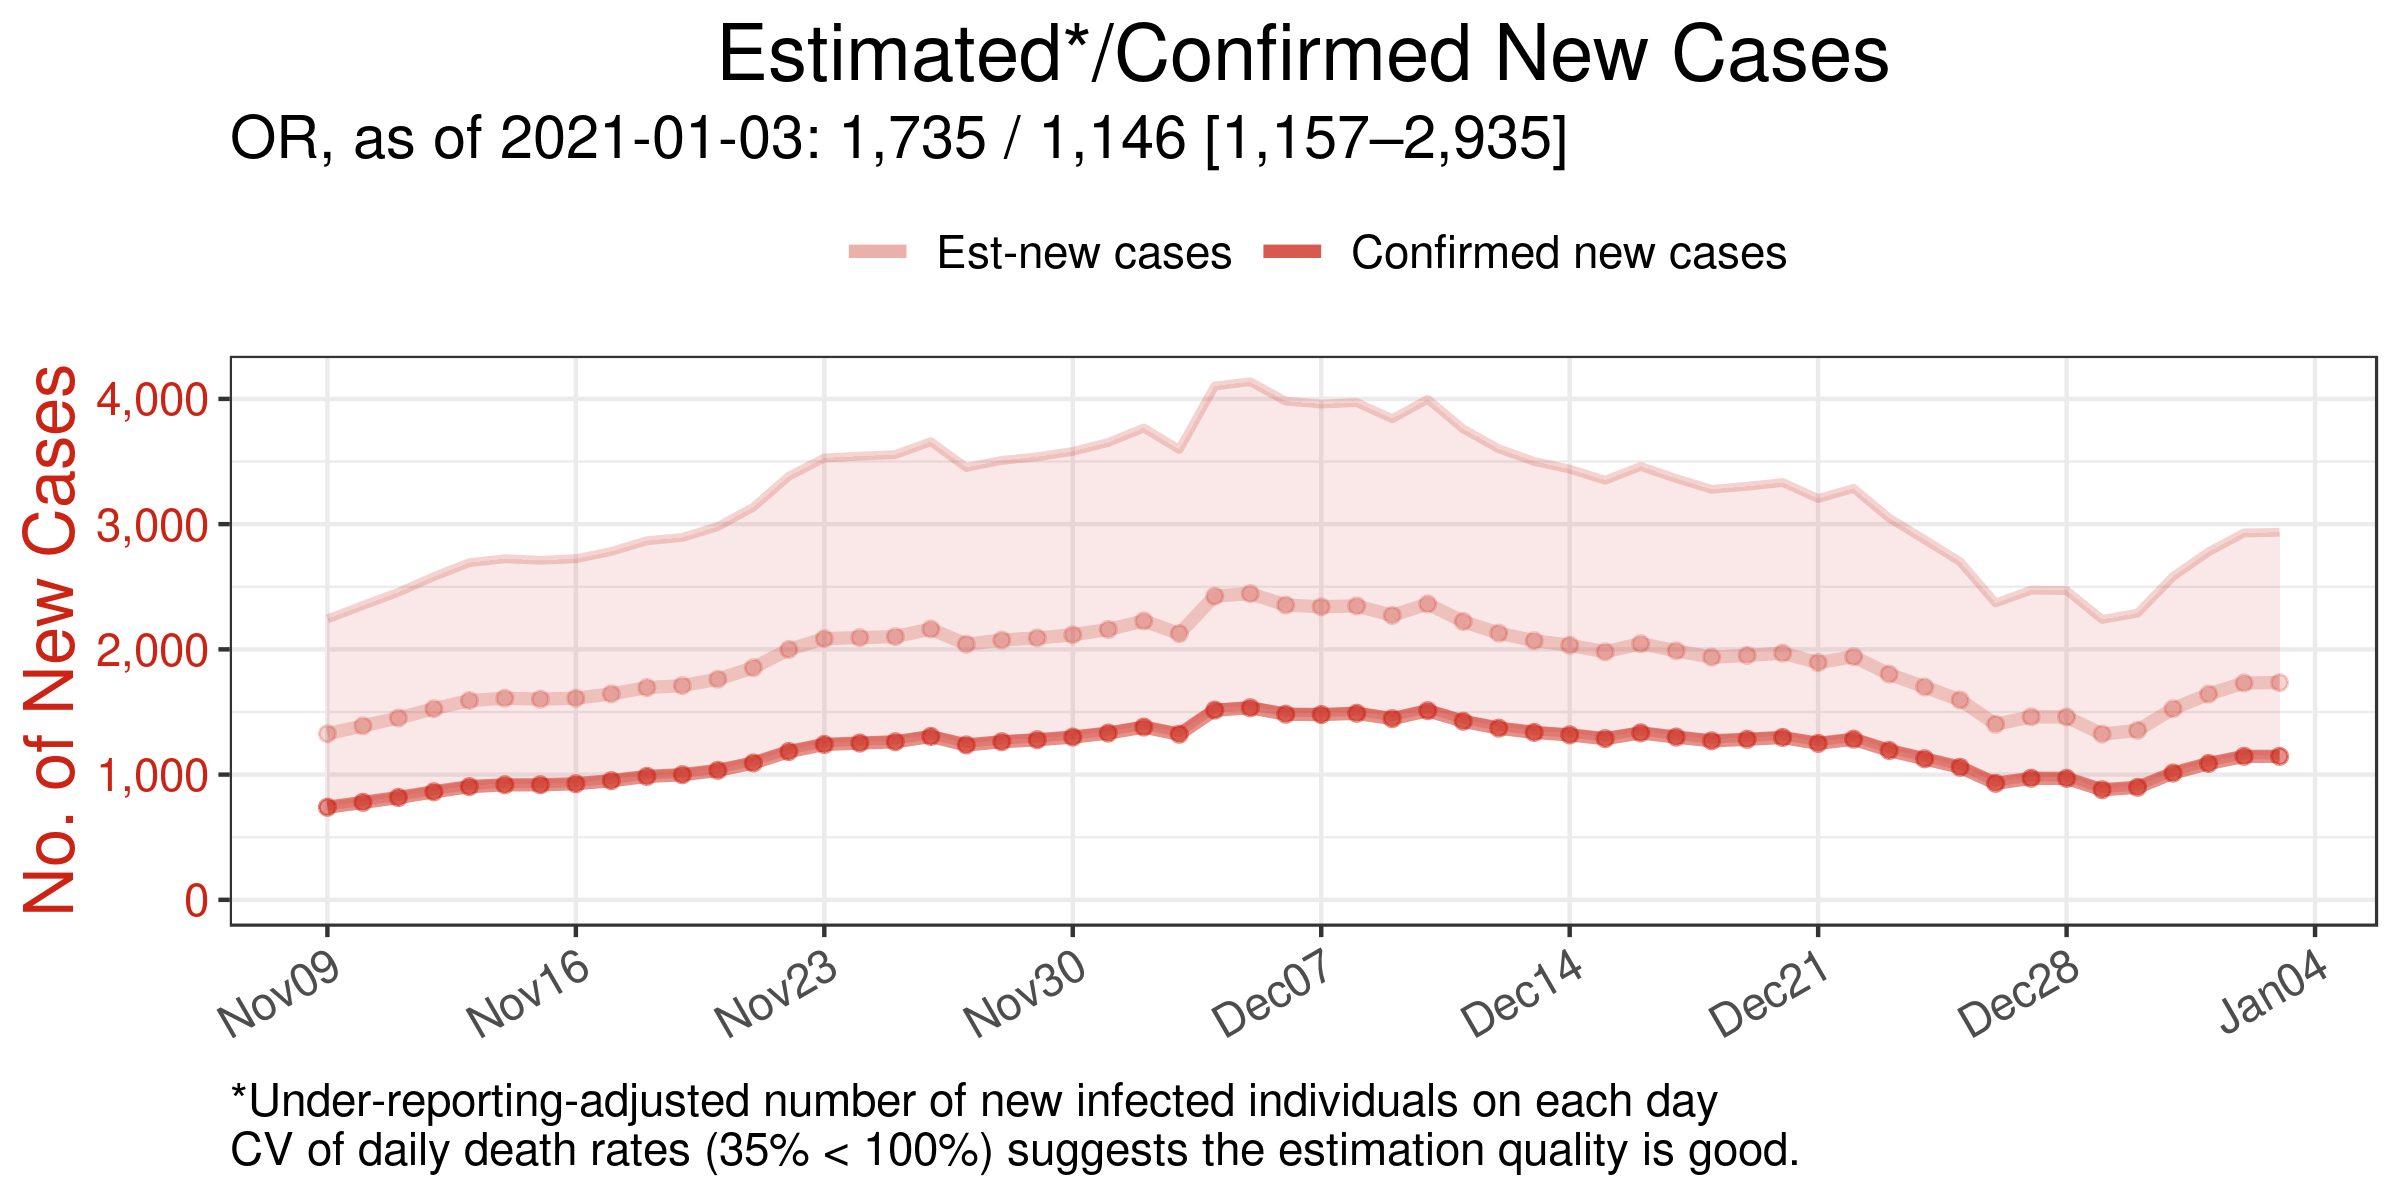 Estimated*/Confirmed New Cases
OR, as of 2021-01-03: 1,735 / 1,146 [1,157–2,935]
Est-new cases Confirmed new cases
No. of New Cases
4,000
3,000
2,000
1,000
0
Nov09 Nov16 Nov23 Nov30 Dec07 Dec14 Dec21 Dec28 Jan04
*Under-reporting-adjusted number of new infected individuals on each day
CV of daily death rates (35% < 100%) suggests the estimation quality is good.